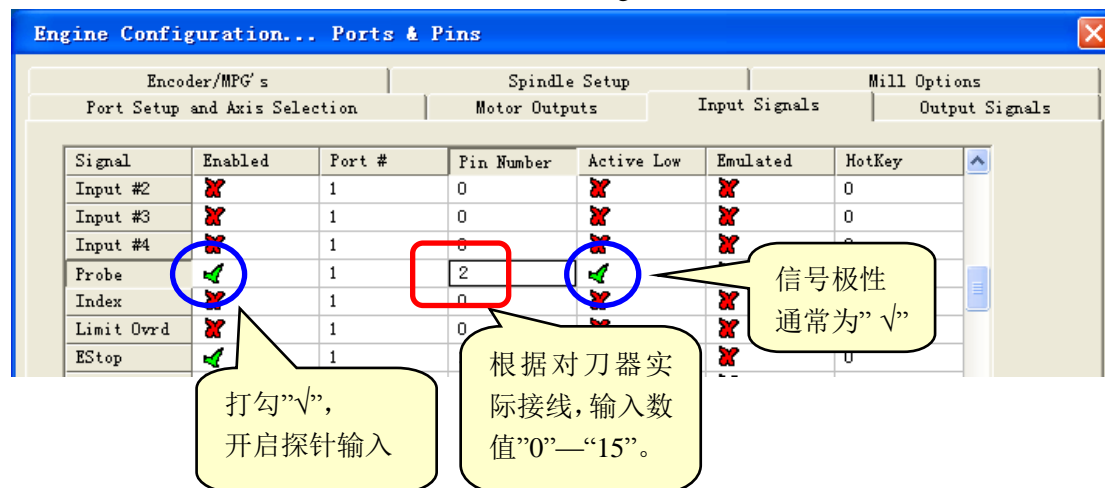 Engine Configuration... Ports & Pins
Encoder/MPG's Spindle Setup Mill Options
Port Setup and Axis Selection Motor Outputs Input Signals Output Signals
Signal Enabled Port # Pin Number Active Low Emulated HotKey
Input #2 1 0 0
Input #3 1 0 0
Input #4 1 0
Probe 1 2
Index 1 0
Limit Ovrd 1 0
EStop 1 0
信号极性
通常为” √”
打勾”√”,
开启探针输入
根据对刀器实
际接线,输入数
值”0”—“15”。